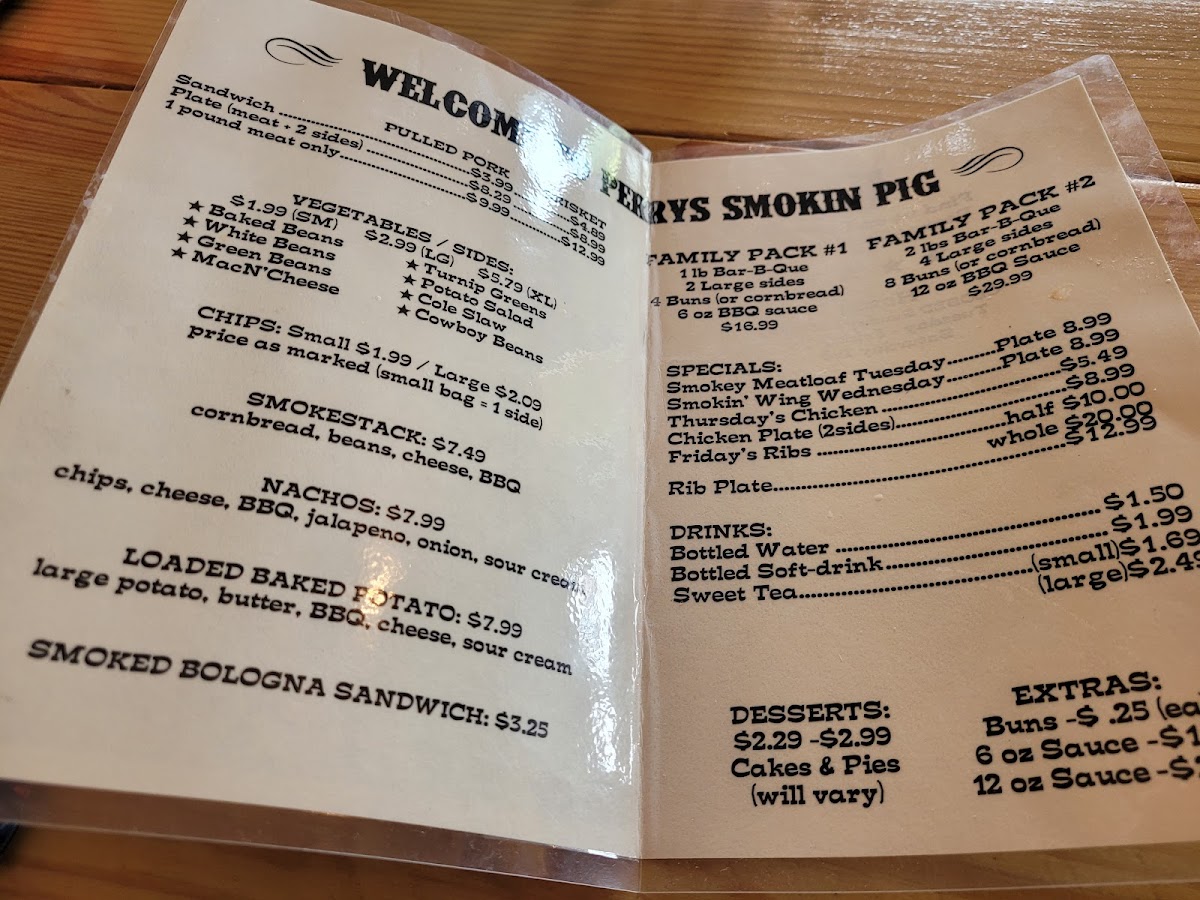 WELCOM PERRYS SMOKIN PIG
PULLED PORK
Sandwich ........ $3.99 ........ $4.89
Plate (meat + 2 sides) ........ $8.29 ........ $8.99
1 pound meat only ........ $9.99 ........ $12.99
VEGETABLES / SIDES:
$1.99 (SM) $2.99 (LG) $5.79 (XL)
★ Baked Beans ★ Turnip Greens
★ White Beans ★ Potato Salad
★ Green Beans ★ Cole Slaw
★ MacN'Cheese ★ Cowboy Beans
CHIPS: Small $1.99 / Large $2.09
price as marked (small bag = 1 side)
SMOKESTACK: $7.49
cornbread, beans, cheese, BBQ
NACHOS: $7.99
chips, cheese, BBQ, jalapeno, onion, sour cream
LOADED BAKED POTATO: $7.99
large potato, butter, BBQ, cheese, sour cream
SMOKED BOLOGNA SANDWICH: $3.25
FAMILY PACK #1
1 lb Bar-B-Que
2 Large sides
4 Buns (or cornbread)
6 oz BBQ sauce
$16.99
FAMILY PACK #2
2 lbs Bar-B-Que
4 Large sides
8 Buns (or cornbread)
12 oz BBQ Sauce
$29.99
SPECIALS:
Smokey Meatloaf Tuesday ........ Plate 8.99
Smokin' Wing Wednesday ........ Plate 8.99
Thursday's Chicken ........ $5.49
Chicken Plate (2sides) ........ $8.99
Friday's Ribs ........ half $10.00
whole $20.00
Rib Plate ........ $12.99
DRINKS:
Bottled Water ........ $1.50
Bottled Soft-drink ........ $1.99
Sweet Tea ........ (small) $1.69
(large) $2.4
DESSERTS:
$2.29 -$2.99
Cakes & Pies
(will vary)
EXTRAS:
Buns -$ .25 (ea
6 oz Sauce -$1
12 oz Sauce -$